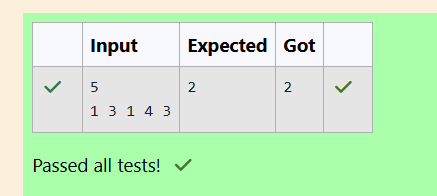 Input Expected Got
5 2 2
1 3 1 4 3
Passed all tests!